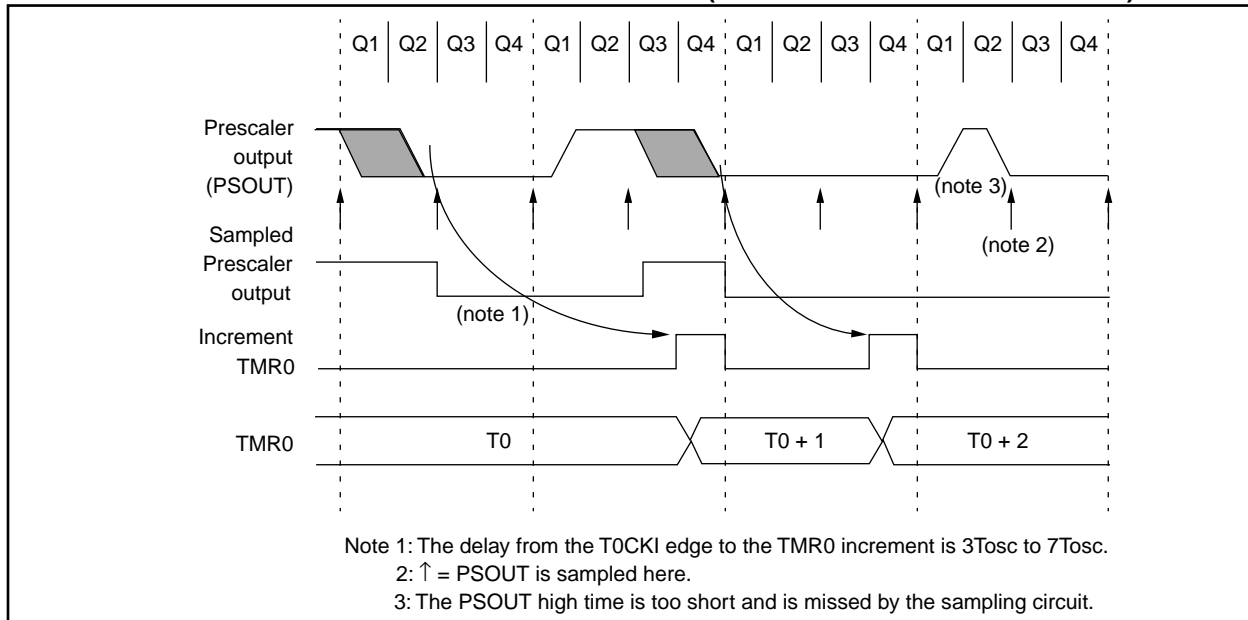 Q1 Q2 Q3 Q4 Q1 Q2 Q3 Q4 Q1 Q2 Q3 Q4 Q1 Q2 Q3 Q4
Prescaler
output
(PSOUT)
(note 3)
Sampled
(note 2)
Prescaler
output
(note 1)
Increment
TMR0
TMR0 T0 T0 + 1 T0 + 2
Note 1: The delay from the T0CKI edge to the TMR0 increment is 3Tosc to 7Tosc.
2: ↑ = PSOUT is sampled here.
3: The PSOUT high time is too short and is missed by the sampling circuit.